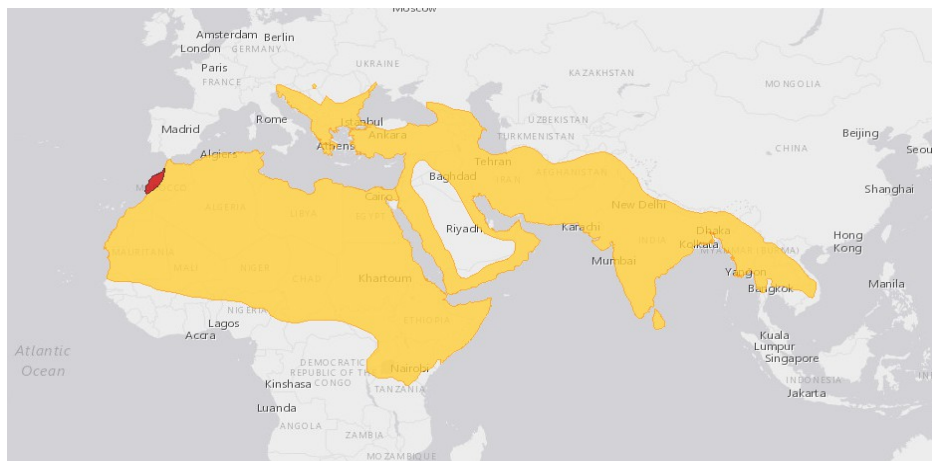 Moscow
Amsterdam
Berlin
London
GERMANY
Paris
UKRAINE
FRANCE
KAZAKHSTAN
MONGOLIA
Rome
Istanbul
UZBEKISTAN
Madrid
Ankara
TURKMENISTAN
Beijing
Algiers
Athens
CHINA
Seou
Tehran
Baghdad
IRAN
AFGHANISTAN
MOROCCO
Shanghai
ALGERIA
LIBYA
Cairo
EGYPT
New Delhi
Riyadh
Karachi
Dhaka
Hong
Kong
INDIA
Kolkata
MYANMAR (BURMA)
MAURITANIA
MALI
NIGER
CHAD
Khartoum
Mumbai
Yangon
Bangkok
Manila
NIGERIA
Lagos
ETHIOPIA
Accra
Kuala
Lumpur
Singapore
Atlantic
Ocean
DEMOCRATIC
REPUBLIC OF THE
CONGO
Nairobi
Kinshasa
TANZANIA
INDONESIA
IN
Jakarta
Luanda
ANGOLA
ZAMBIA
MOZAMBIQUE